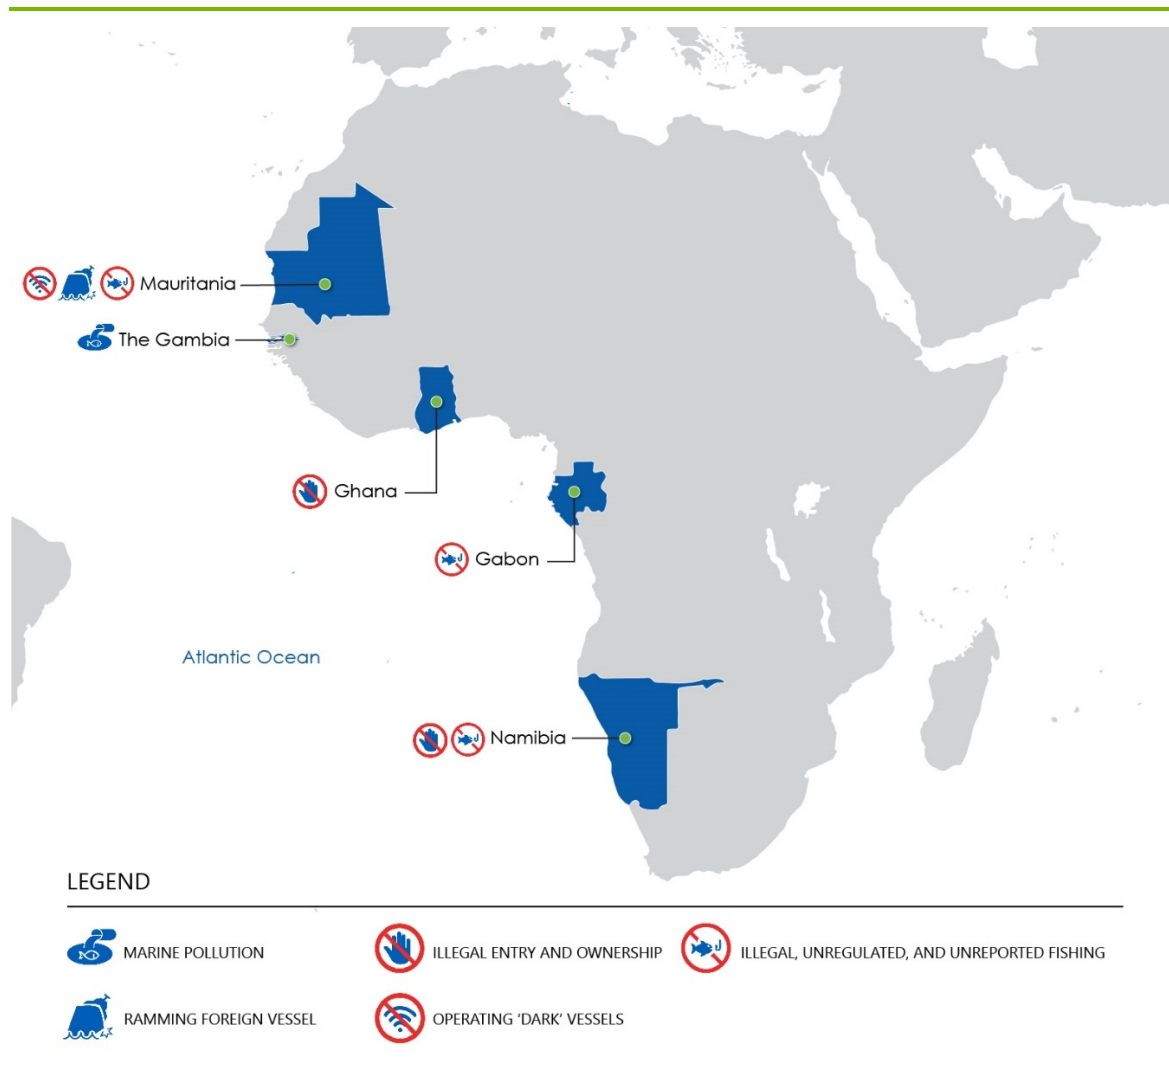 Mauritania
The Gambia
Ghana
Gabon
Atlantic Ocean
Namibia
LEGEND
MARINE POLLUTION
ILLEGAL ENTRY AND OWNERSHIP
ILLEGAL, UNREGULATED, AND UNREPORTED FISHING
RAMMING FOREIGN VESSEL
OPERATING 'DARK' VESSELS